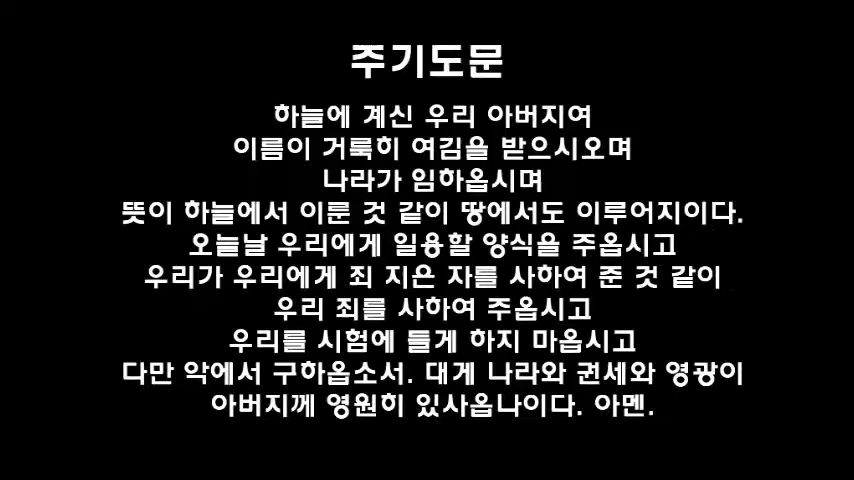 주기도문
하늘에 계신 우리 아버지여
이름이 거룩히 여김을 받으시오며
나라가 임하옵시며
뜻이 하늘에서 이룬 것 같이 땅에서도 이루어지이다.
오늘날 우리에게 일용할 양식을 주옵시고
우리가 우리에게 죄 지은 자를 사하여 준 것 같이
우리 죄를 사하여 주옵시고
우리를 시험에 들게 하지 마옵시고
다만 악에서 구하옵소서. 대게 나라와 권세와 영광이
아버지께 영원히 있사옵나이다. 아멘.